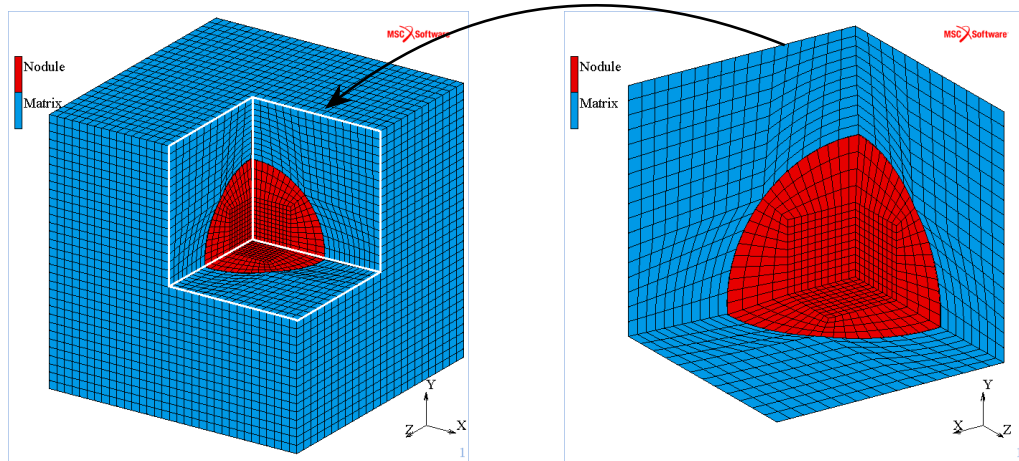 MSC Software
Nodule
Matrix
Y
X
Z
1
MSC Software
Nodule
Matrix
Y
X
Z
1